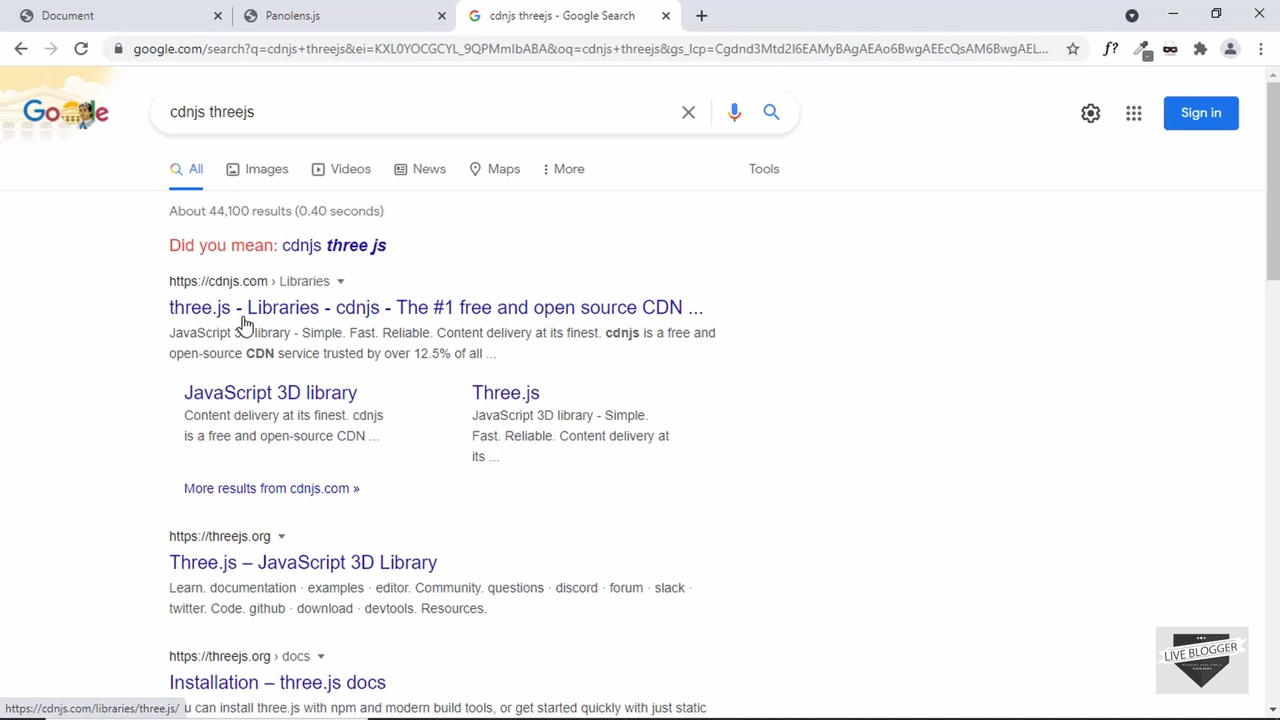 Document
Panolens.js
cdnjs threejs - Google Search
google.com/search?q=cdnjs+threejs&ei=KXL0YOCGCYL_9QPMmIbABA&oq=cdnjs+threejs&gs_lcp=Cgdnd3Mtd2l6EAMyBAgAEAo6BwgAEEcQsAM6BwgAEL...
f?
Google
cdnjs threejs
Sign in
All
Images
Videos
News
Maps
More
Tools
About 44,100 results (0.40 seconds)
Did you mean: cdnjs three js
https://cdnjs.com › Libraries
three.js - Libraries - cdnjs - The #1 free and open source CDN ...
JavaScript 3D library - Simple. Fast. Reliable. Content delivery at its finest. cdnjs is a free and
open-source CDN service trusted by over 12.5% of all ...
JavaScript 3D library
Content delivery at its finest. cdnjs
is a free and open-source CDN ...
Three.js
JavaScript 3D library - Simple.
Fast. Reliable. Content delivery at
its ...
More results from cdnjs.com »
https://threejs.org
Three.js – JavaScript 3D Library
Learn. documentation · examples · editor. Community. questions · discord · forum · slack ·
twitter. Code. github · download · devtools. Resources.
https://threejs.org › docs
Installation – three.js docs
u can install three.js with npm and modern build tools, or get started quickly with just static
https://cdnjs.com/libraries/three.js/
LIVE BLOGGER